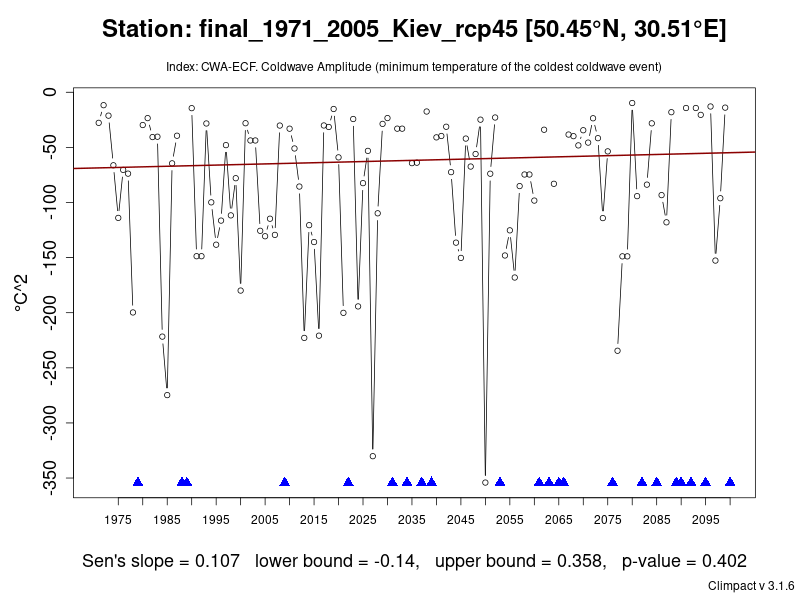 Station: final_1971_2005_Kiev_rcp45 [50.45°N, 30.51°E]
Index: CWA-ECF. Coldwave Amplitude (minimum temperature of the coldest coldwave event)
0
-50
-100
-150
-200
-250
-300
-350
°C^2
1975 1985 1995 2005 2015 2025 2035 2045 2055 2065 2075 2085 2095
Sen's slope = 0.107 lower bound = -0.14, upper bound = 0.358, p-value = 0.402
Climpact v 3.1.6